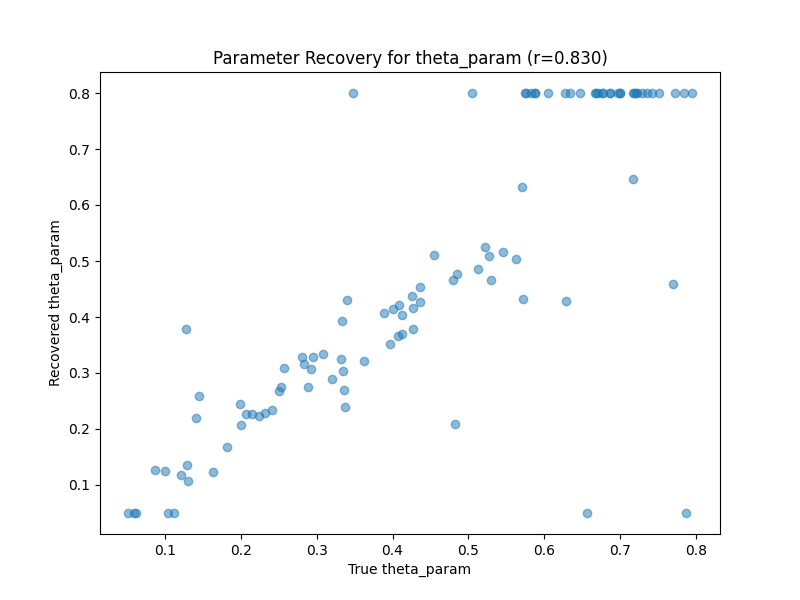 Parameter Recovery for theta_param (r=0.830)
Recovered theta_param
0.8
0.7
0.6
0.5
0.4
0.3
0.2
0.1
0.1 0.2 0.3 0.4 0.5 0.6 0.7 0.8
True theta_param